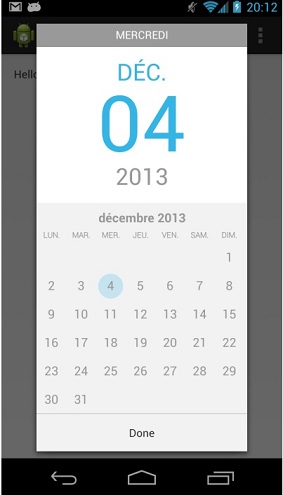 20:12
Hello
MERCREDI
DÉC.
04
2013
décembre 2013
LUN. MAR. MER. JEU. VEN. SAM. DIM.
1
2 3 4 5 6 7 8
9 10 11 12 13 14 15
16 17 18 19 20 21 22
23 24 25 26 27 28 29
30 31
Done